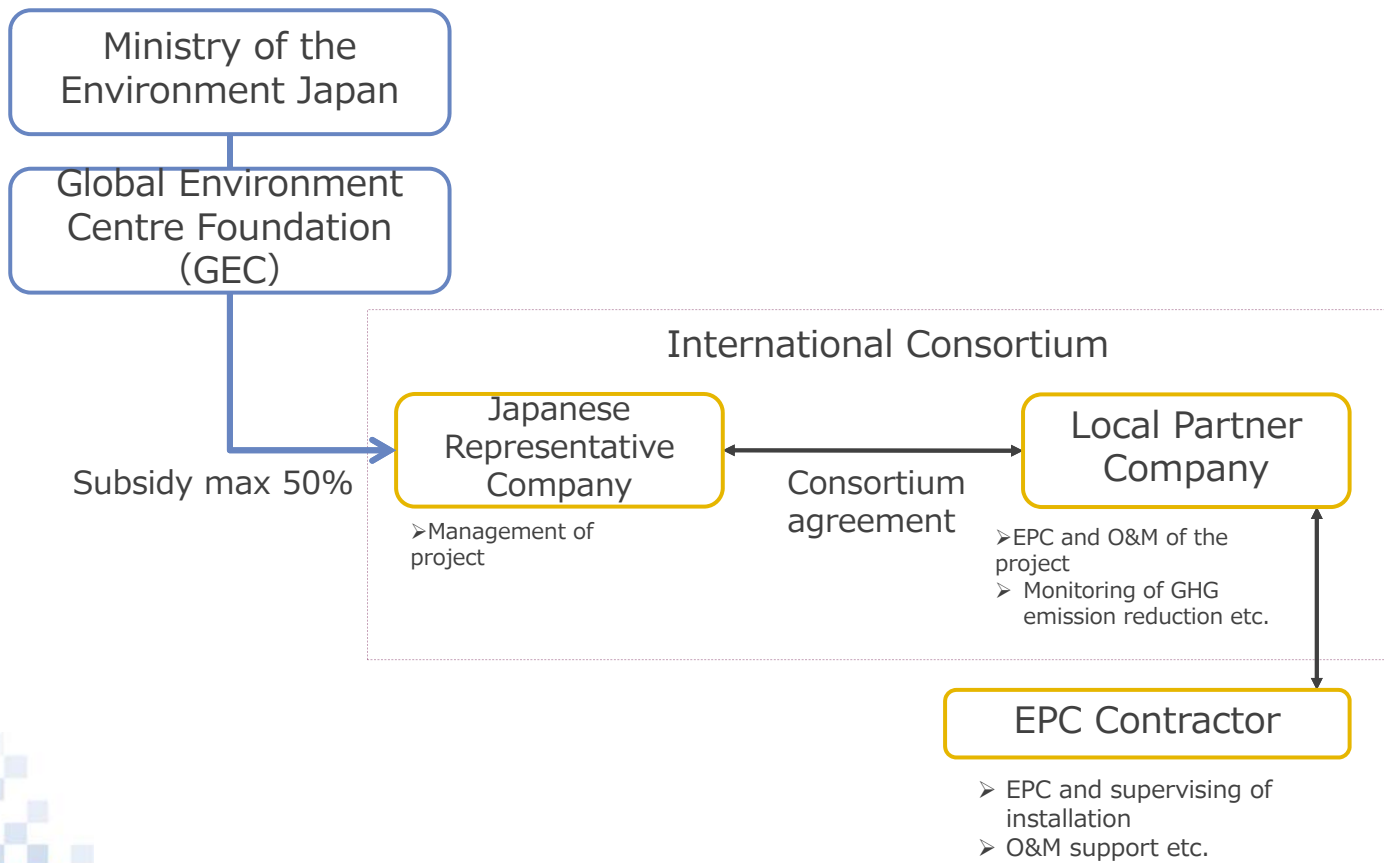 Ministry of the
Environment Japan
Global Environment
Centre Foundation
（GEC）
International Consortium
Japanese
Representative
Company
Local Partner
Company
Subsidy max 50%
Consortium
agreement
➢Management of
project
➢EPC and O&M of the
project
➢ Monitoring of GHG
emission reduction etc.
EPC Contractor
➢ EPC and supervising of
installation
➢ O&M support etc.